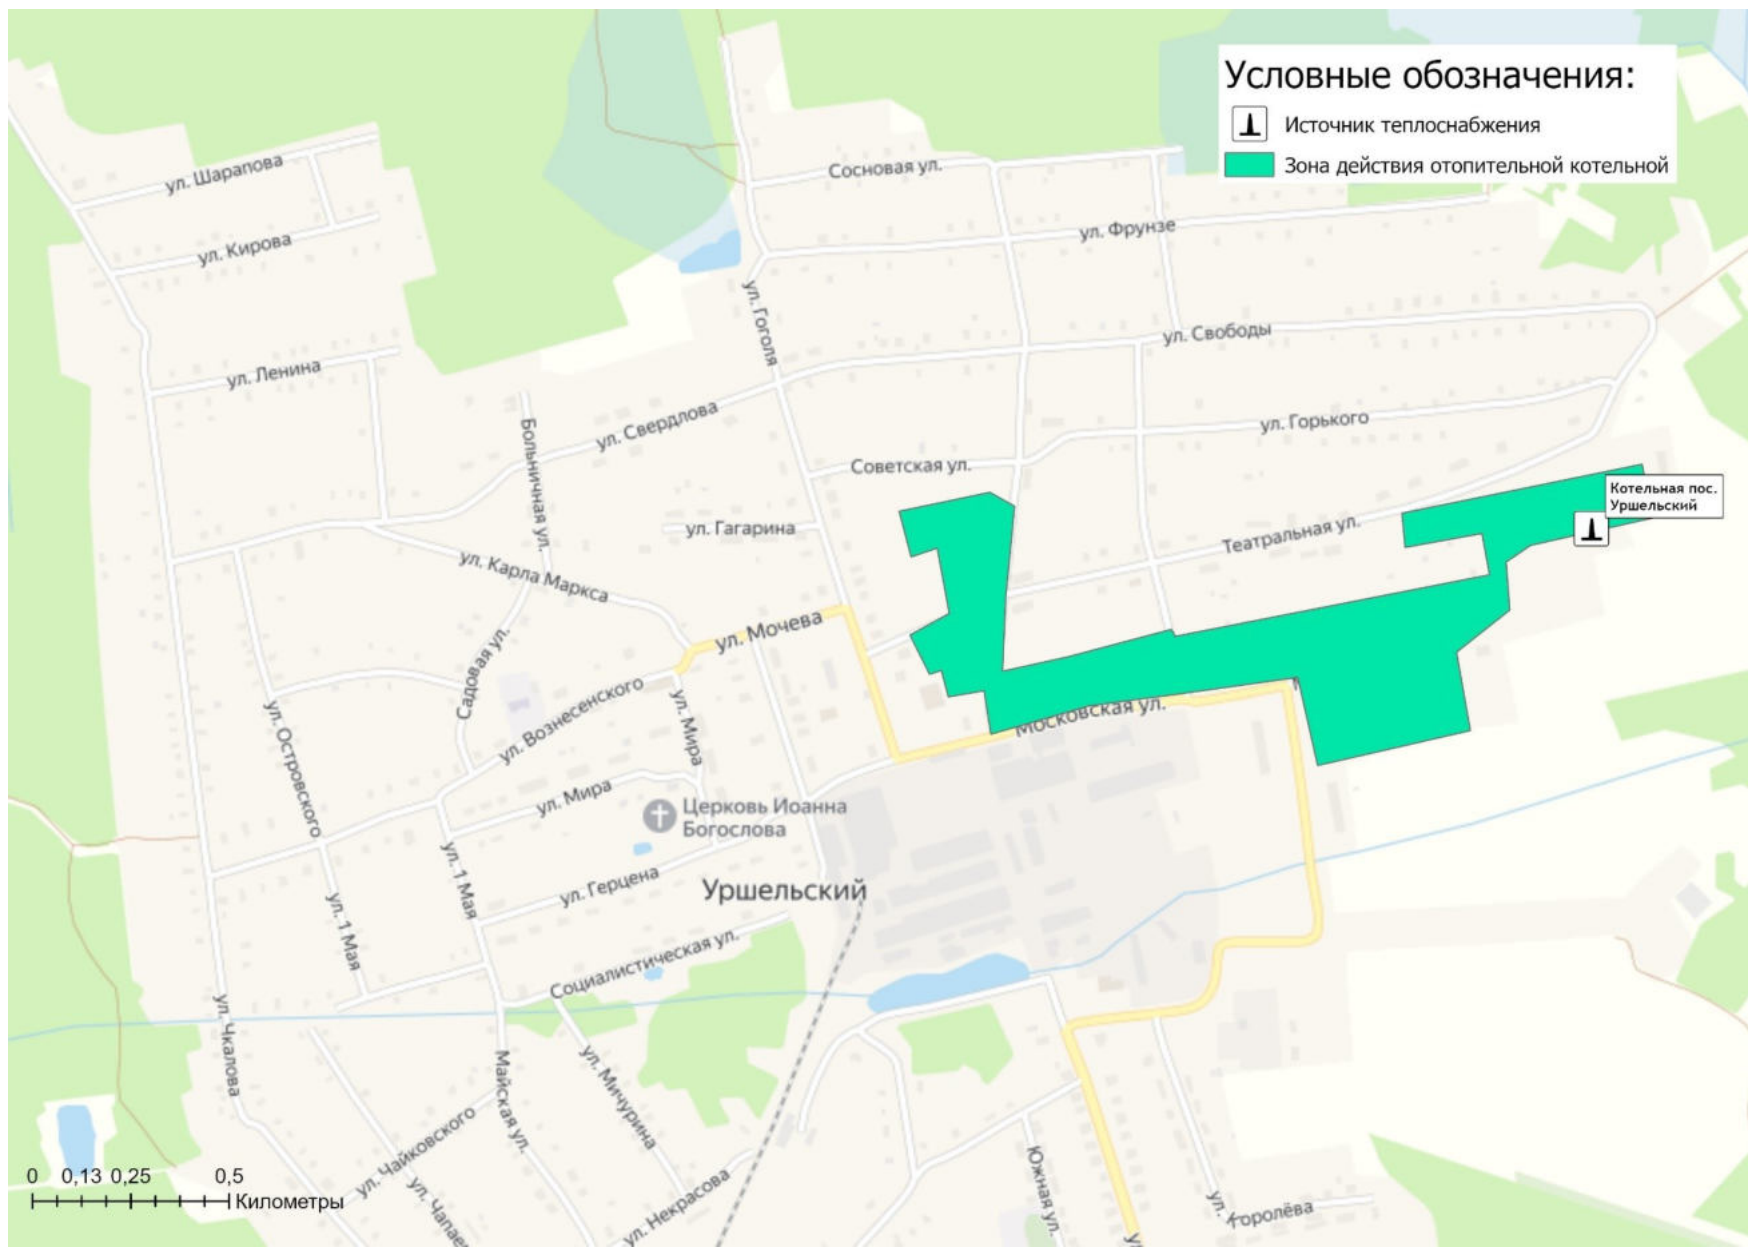 Условные обозначения:
Источник теплоснабжения
Зона действия отопительной котельной
ул. Шарапова
Сосновая ул.
ул. Фрунзе
ул. Кирова
ул. Гоголя
ул. Свободы
ул. Ленина
ул. Свердлова
ул. Горького
Больничная ул.
Советская ул.
Котельная пос.
Уршельский
ул. Гагарина
Театральная ул.
ул. Карла Маркса
ул. Мочева
Садовая ул.
ул. Вознесенского
ул. Мира
Московская ул.
ул. Островского
ул. Мира
Церковь Иоанна
Богослова
ул. 1 Мая
ул. Герцена
Уршельский
ул. 1 Мая
Социалистическая ул.
ул. Чкалова
Майская ул.
ул. Мичурина
ул. Чайковского
Южная ул.
ул. Некрасова
ул. Королёва
0 0,13 0,25 0,5
Километры